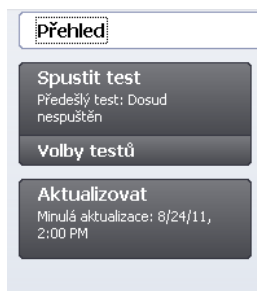 Přehled
Spustit test
Předešlý test: Dosud
nespuštěn
Volby testů
Aktualizovat
Minulá aktualizace: 8/24/11,
2:00 PM